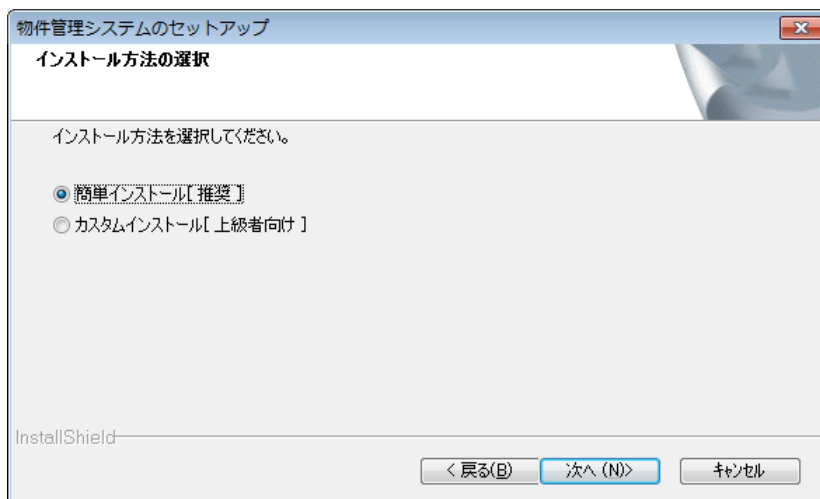 物件管理システムのセットアップ
インストール方法の選択
インストール方法を選択してください。
簡単インストール[ 推奨 ]
カスタムインストール[ 上級者向け ]
InstallShield
< 戻る(B) 次へ (N)> キャンセル